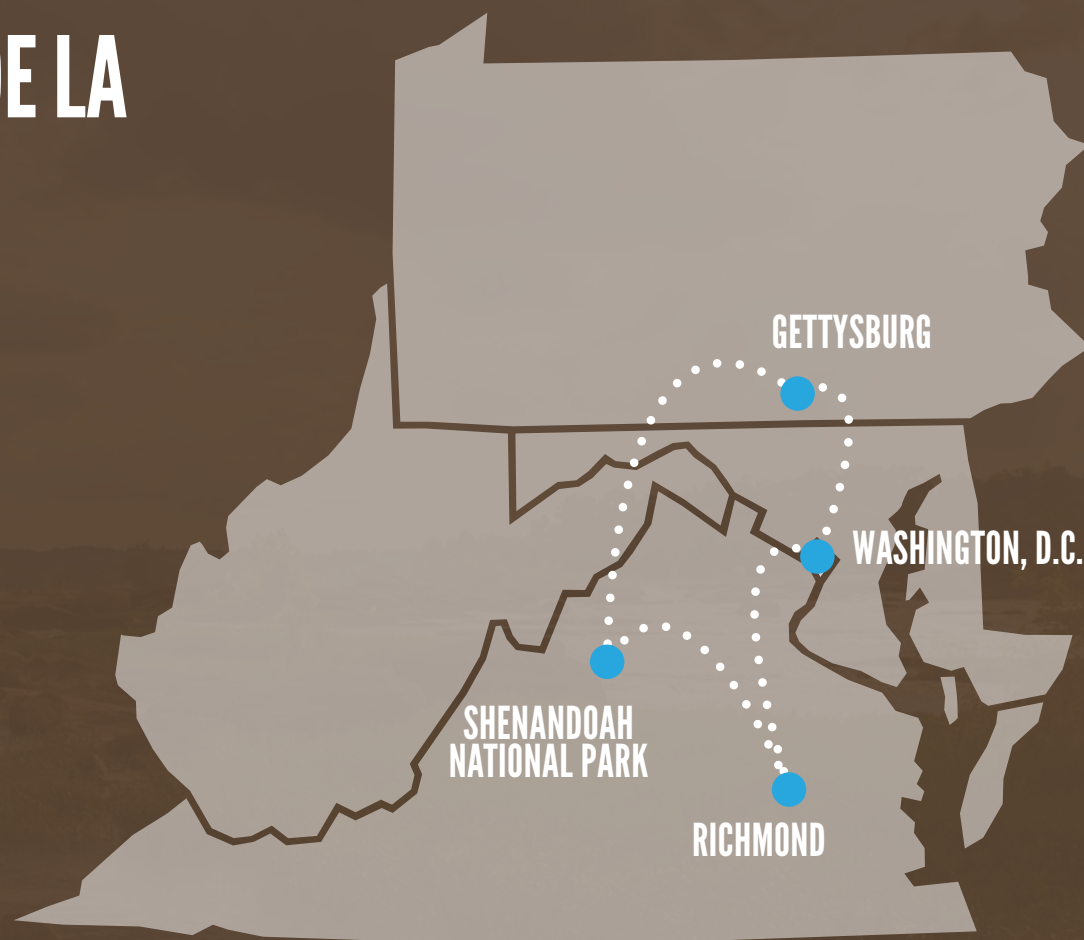 DE LA
GETTYSBURG
WASHINGTON, D.C.
SHENANDOAH
NATIONAL PARK
RICHMOND